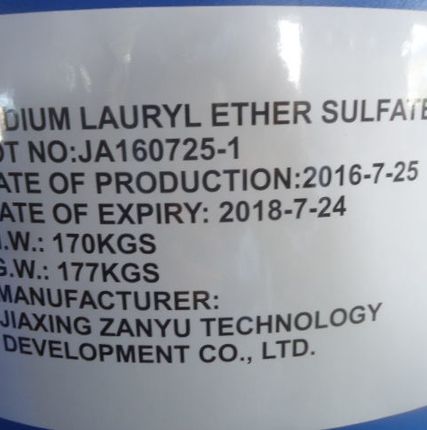 DIUM LAURYL ETHER SULFATE
OT NO:JA160725-1
ATE OF PRODUCTION:2016-7-25
ATE OF EXPIRY: 2018-7-24
.W.: 170KGS
G.W.: 177KGS
MANUFACTURER:
JIAXING ZANYU TECHNOLOGY
DEVELOPMENT CO., LTD.